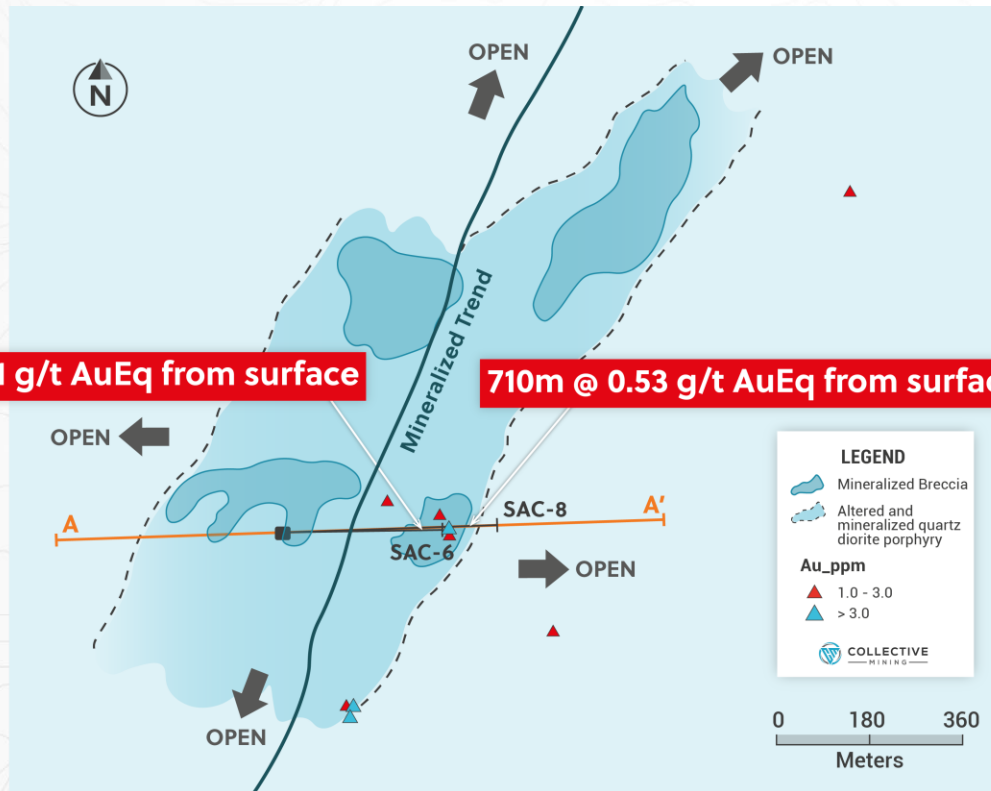 OPEN
OPEN
N
Mineralized Trend
g/t AuEq from surface
710m @ 0.53 g/t AuEq from
OPEN
A
A'
SAC-8
SAC-6
OPEN
OPEN
LEGEND
Mineralized Breccia
Altered and
mineralized quartz
diorite porphyry
Au_ppm
1.0 - 3.0
> 3.0
COLLECTIVE
MINING
0 180 360
Meters